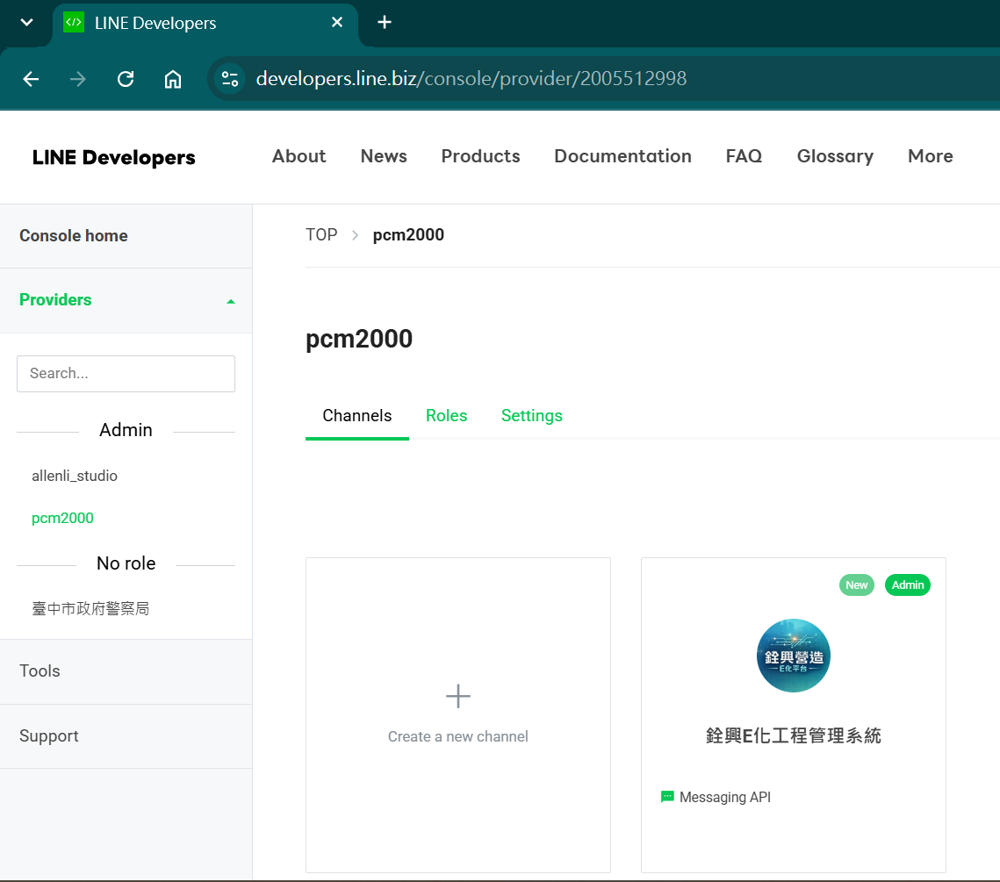 LINE Developers
developers.line.biz/console/provider/2005512998
LINE Developers
About
News
Products
Documentation
FAQ
Glossary
More
Console home
Providers
Search...
Admin
allenli_studio
pcm2000
No role
臺中市政府警察局
Tools
Support
TOP
pcm2000
pcm2000
Channels
Roles
Settings
Create a new channel
New
Admin
銓興營造
E化平台
銓興E化工程管理系統
Messaging API